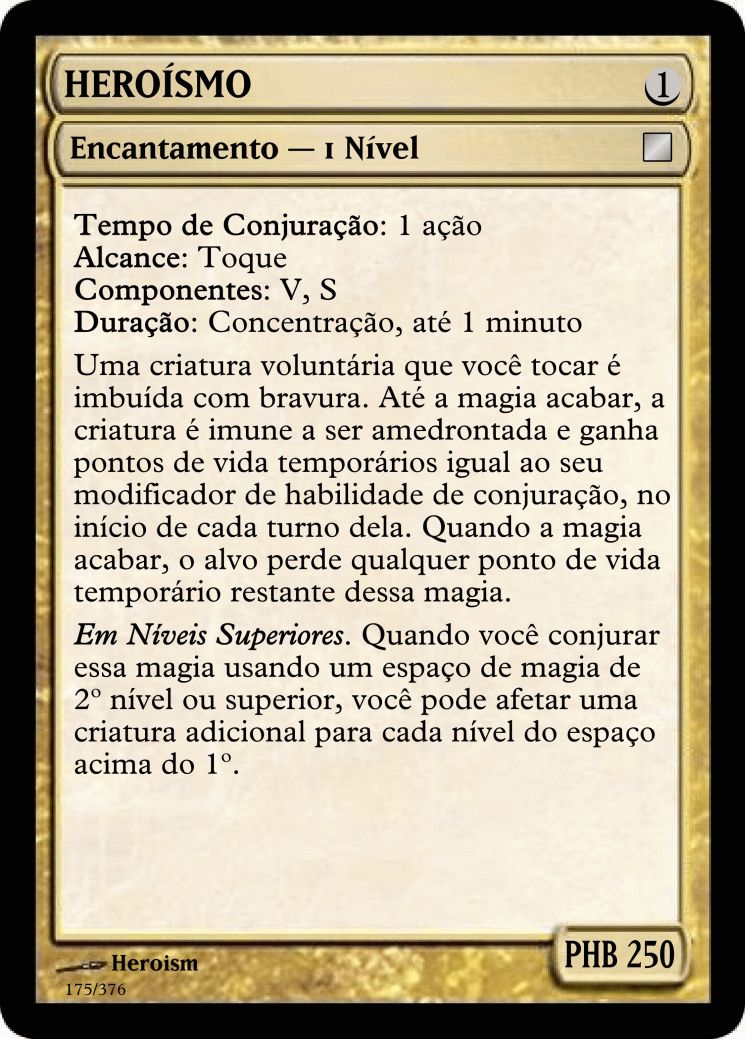 HEROÍSMO
1
Encantamento — 1 Nível
Tempo de Conjuração: 1 ação
Alcance: Toque
Componentes: V, S
Duração: Concentração, até 1 minuto
Uma criatura voluntária que você tocar é
imbuída com bravura. Até a magia acabar, a
criatura é imune a ser amedrontada e ganha
pontos de vida temporários igual ao seu
modificador de habilidade de conjuração, no
início de cada turno dela. Quando a magia
acabar, o alvo perde qualquer ponto de vida
temporário restante dessa magia.
Em Níveis Superiores. Quando você conjurar
essa magia usando um espaço de magia de
2º nível ou superior, você pode afetar uma
criatura adicional para cada nível do espaço
acima do 1º.
PHB 250
Heroism
175/376